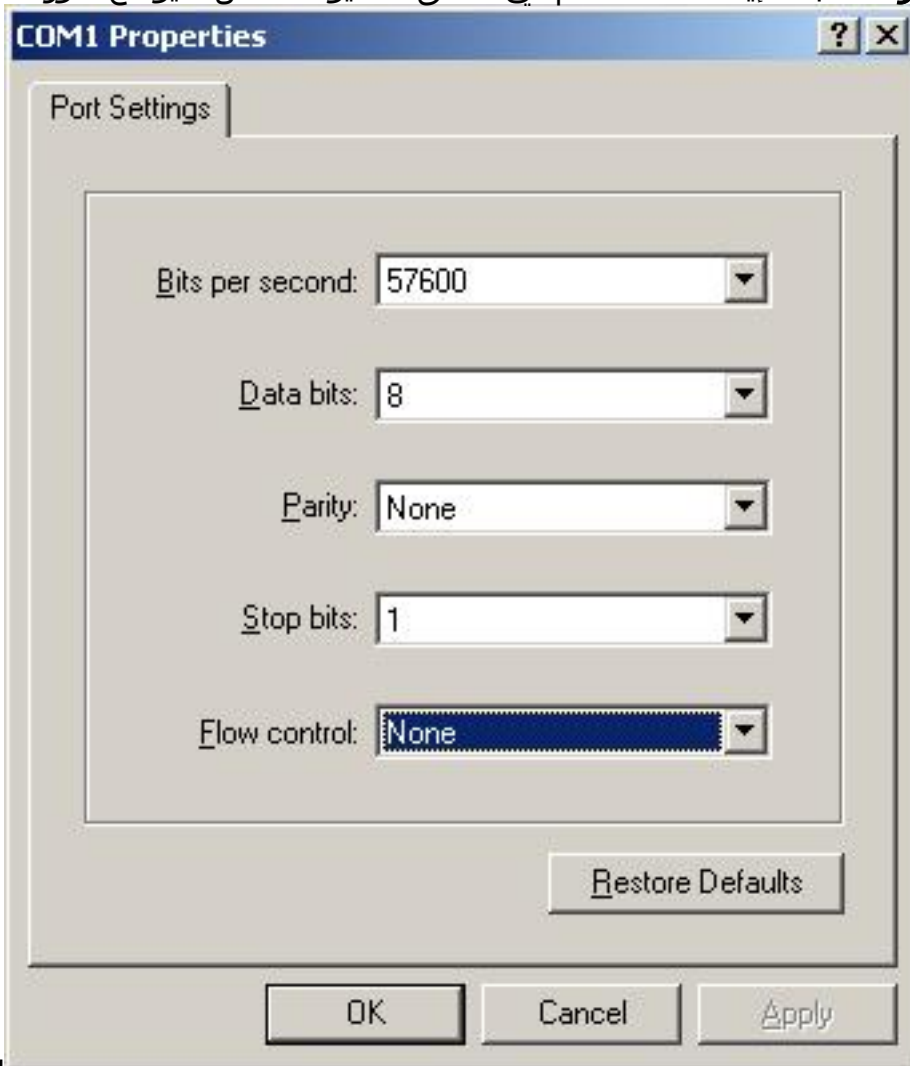 COM1 Properties
Port Settings
Bits per second: 57600
Data bits: 8
Parity: None
Stop bits: 1
Flow control: None
Restore Defaults
OK
Cancel
Apply